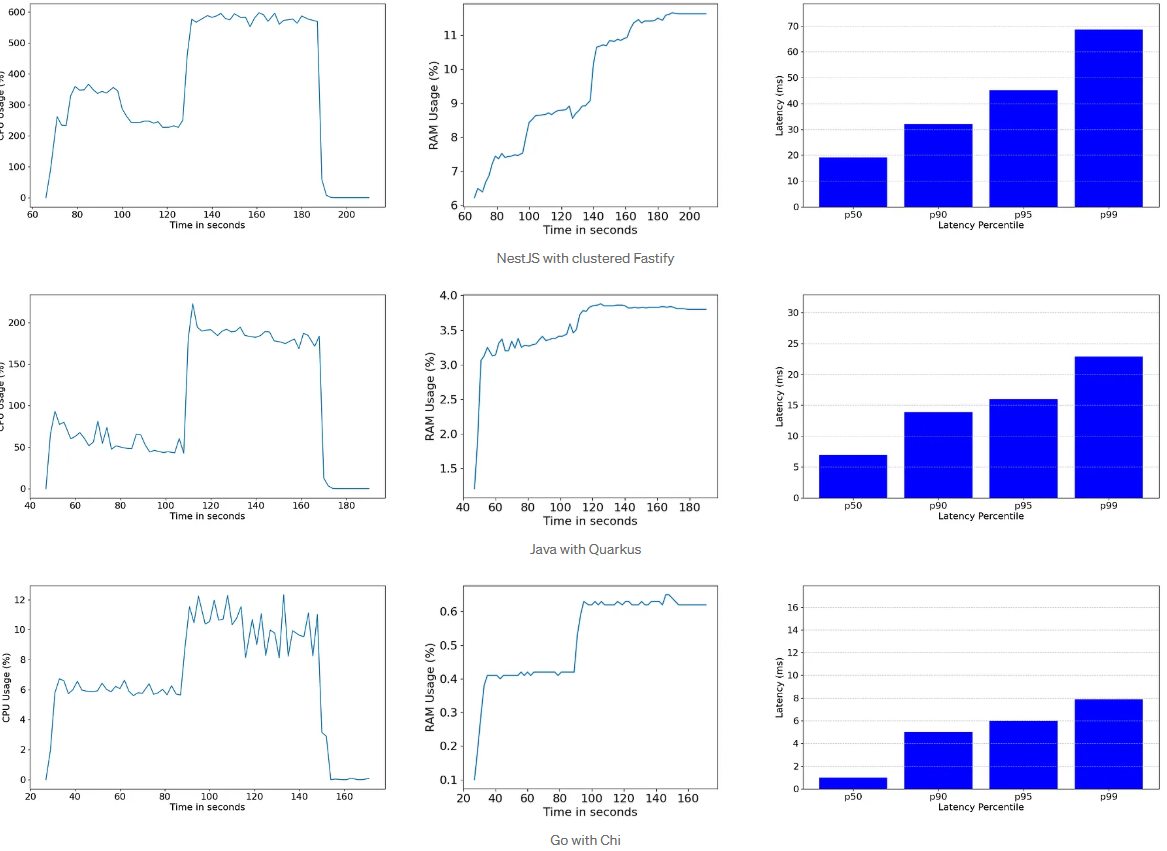 CPU Usage (%)
600
500
400
300
200
100
0
60 80 100 120 140 160 180 200
Time in seconds
RAM Usage (%)
11
10
9
8
7
6
60 80 100 120 140 160 180 200
Time in seconds
Latency (ms)
70
60
50
40
30
20
10
0
p50 p90 p95 p99
Latency Percentile
NestJS with clustered Fastify
CPU Usage (%)
200
150
100
50
0
40 60 80 100 120 140 160 180
Time in seconds
RAM Usage (%)
4.0
3.5
3.0
2.5
2.0
1.5
40 60 80 100 120 140 160 180
Time in seconds
Latency (ms)
30
25
20
15
10
5
0
p50 p90 p95 p99
Latency Percentile
Java with Quarkus
CPU Usage (%)
12
10
8
6
4
2
0
20 40 60 80 100 120 140 160
Time in seconds
RAM Usage (%)
0.6
0.5
0.4
0.3
0.2
0.1
20 40 60 80 100 120 140 160
Time in seconds
Latency (ms)
16
14
12
10
8
6
4
2
0
p50 p90 p95 p99
Latency Percentile
Go with Chi